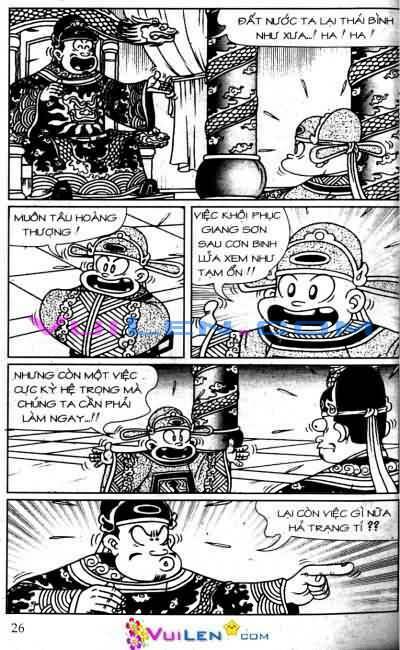 ĐẤT NƯỚC TA LẠI THÁI BÌNH
NHƯ XƯA...! HA! HA!
MUÔN TÂU HOÀNG
THƯỢNG!
VIỆC KHÔI PHỤC
GIANG SƠN
SAU CƠN BINH
LỬA XEM NHƯ
TẠM ỔN!!
VUILEN.COM
NHƯNG CÒN MỘT VIỆC
CỰC KỲ HỆ TRỌNG MÀ
CHÚNG TA CẦN PHẢI
LÀM NGAY...!!
LẠI CÒN VIỆC GÌ NỮA
HẢ TRẠNG TÍ ??
26
VUILEN.COM